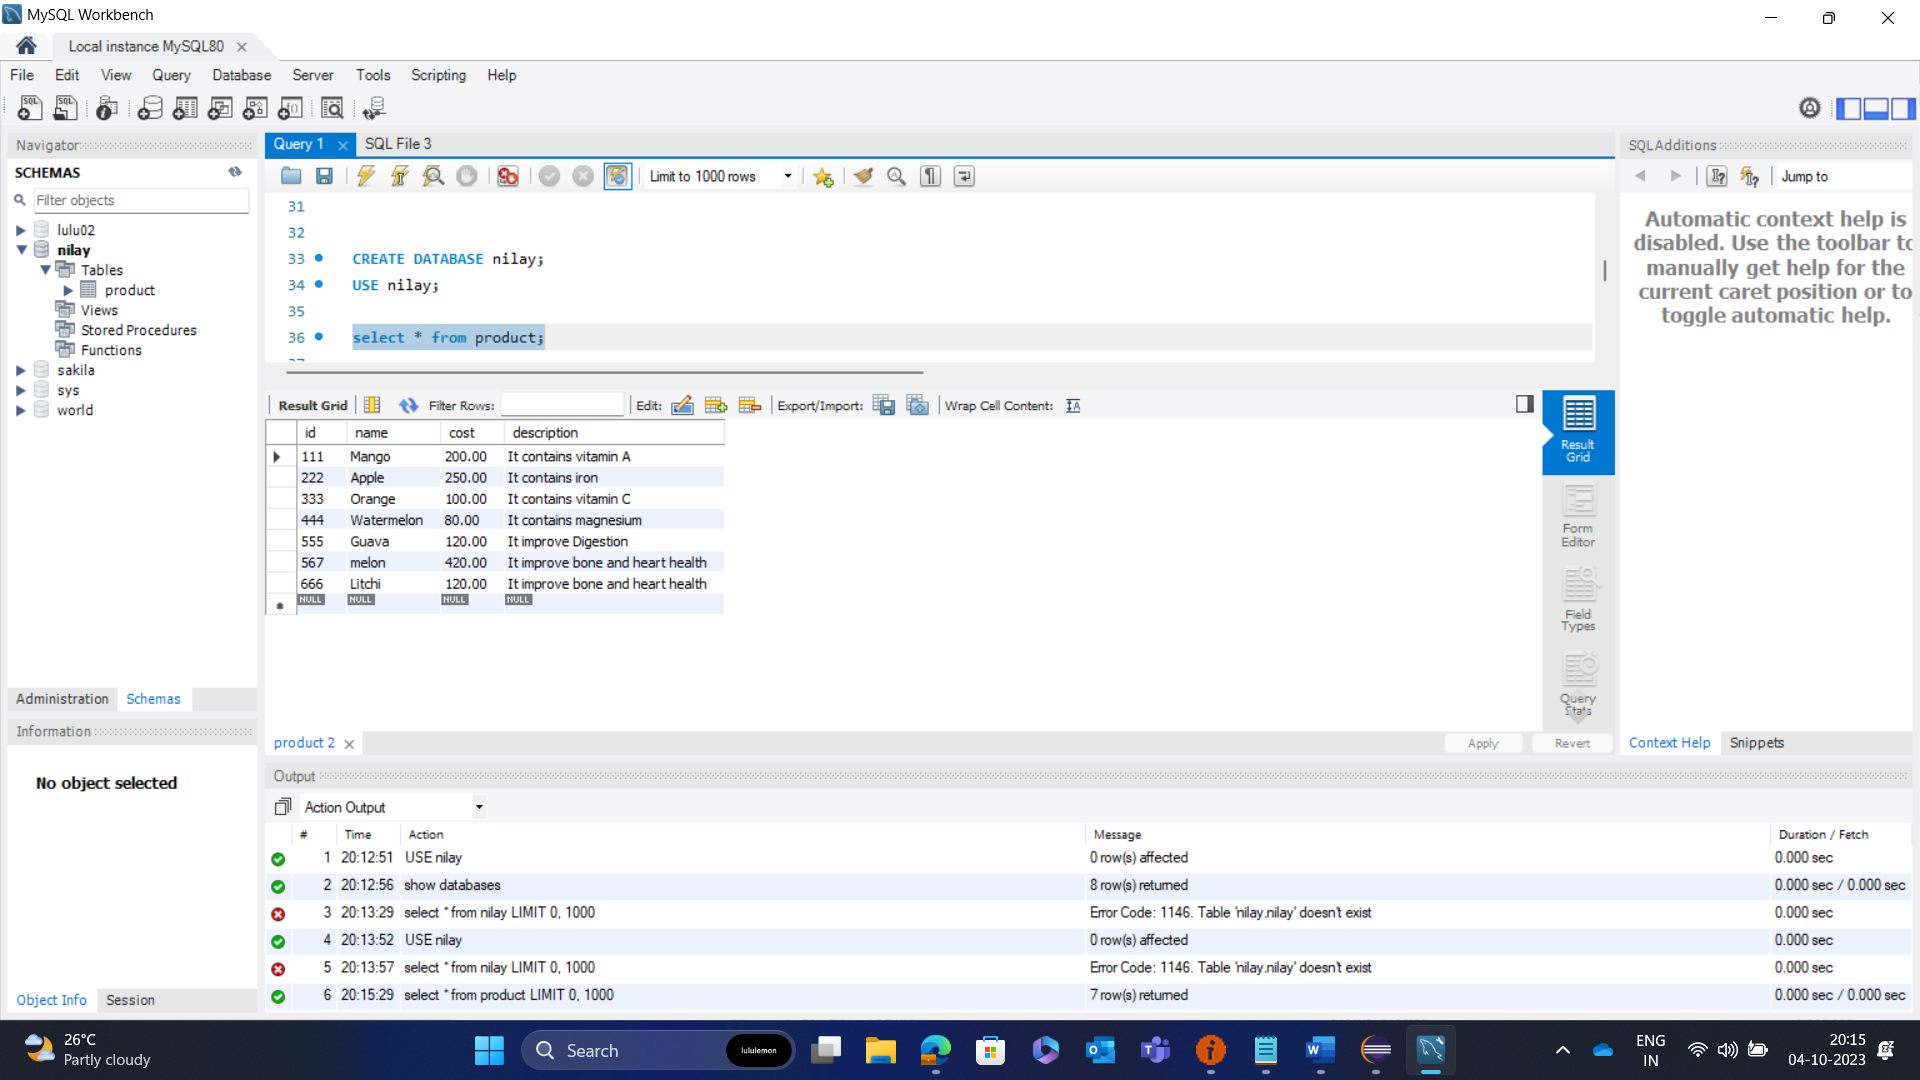 MySQL Workbench
Local instance MySQL80
File Edit View Query Database Server Tools Scripting Help
Navigator
SCHEMAS
Filter objects
lulu02
nilay
Tables
product
Views
Stored Procedures
Functions
sakila
sys
world
Administration Schemas
Information
No object selected
Object Info Session
Query 1 SQL File 3
Limit to 1000 rows
31
32
33 CREATE DATABASE nilay;
34 USE nilay;
35
36 select * from product;
37
Result Grid Filter Rows: Edit: Export/Import: Wrap Cell Content:
id name cost description
111 Mango 200.00 It contains vitamin A
222 Apple 250.00 It contains iron
333 Orange 100.00 It contains vitamin C
444 Watermelon 80.00 It contains magnesium
555 Guava 120.00 It improve Digestion
567 melon 420.00 It improve bone and heart health
666 Litchi 120.00 It improve bone and heart health
NULL NULL NULL NULL
Result
Grid
Form
Editor
Field
Types
Query
Stats
product 2
Apply Revert
SQLAdditions
Jump to
Automatic context help is
disabled. Use the toolbar to
manually get help for the
current caret position or to
toggle automatic help.
Context Help Snippets
Output
Action Output
# Time Action Message Duration / Fetch
1 20:12:51 USE nilay 0 row(s) affected 0.000 sec
2 20:12:56 show databases 8 row(s) returned 0.000 sec / 0.000 sec
3 20:13:29 select * from nilay LIMIT 0, 1000 Error Code: 1146. Table 'nilay.nilay' doesn't exist 0.000 sec
4 20:13:52 USE nilay 0 row(s) affected 0.000 sec
5 20:13:57 select * from nilay LIMIT 0, 1000 Error Code: 1146. Table 'nilay.nilay' doesn't exist 0.000 sec
6 20:15:29 select * from product LIMIT 0, 1000 7 row(s) returned 0.000 sec / 0.000 sec
26°C
Partly cloudy
Search
lululemon
ENG
IN
20:15
04-10-2023